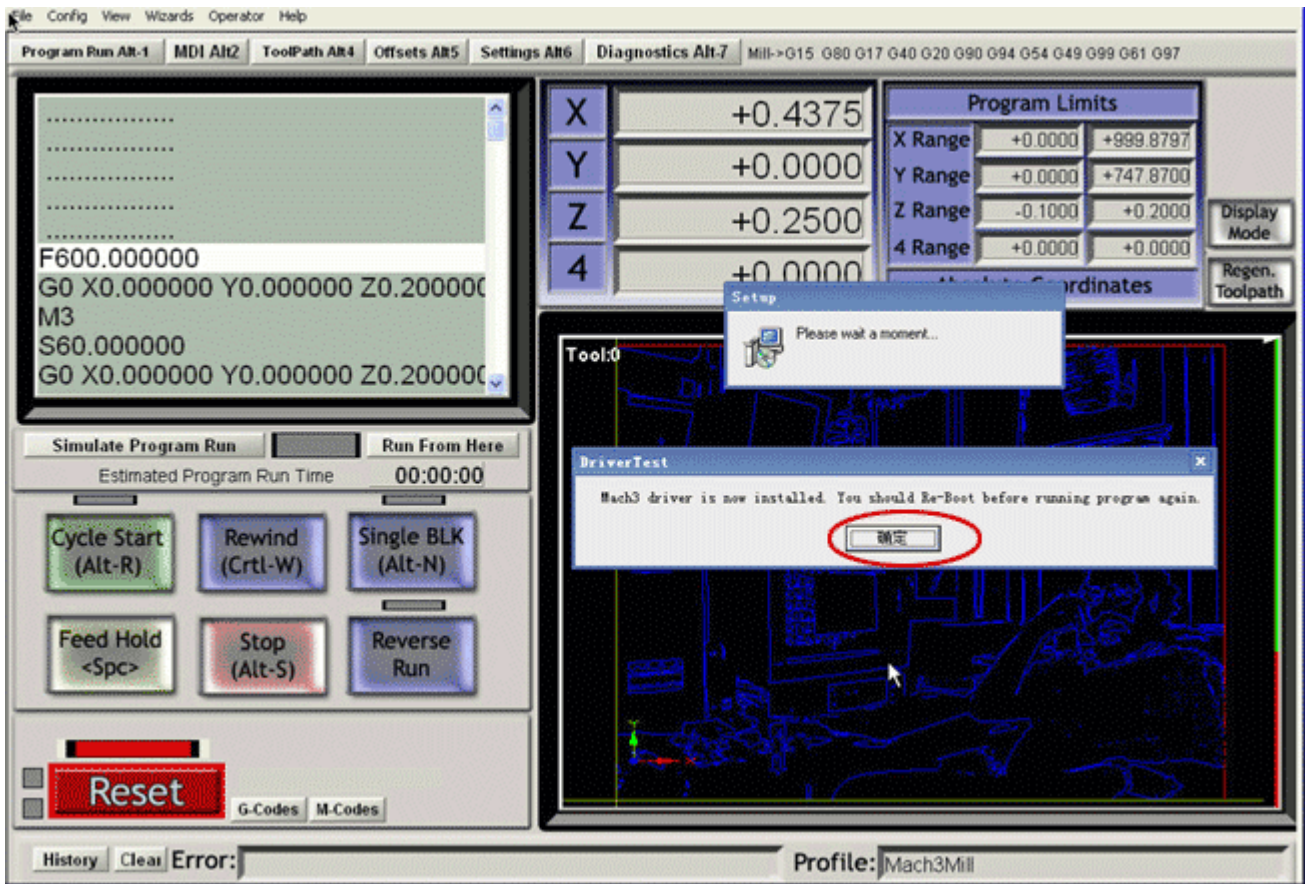 File Config View Wizards Operator Help
Program Run Alt-1 MDI Alt2 ToolPath Alt4 Offsets Alt5 Settings Alt6 Diagnostics Alt-7 Mill->G15 G80 G17 G40 G20 G90 G94 G54 G49 G99 G61 G97
F600.000000
G0 X0.000000 Y0.000000 Z0.200000
M3
S60.000000
G0 X0.000000 Y0.000000 Z0.200000
X +0.4375
Y +0.0000
Z +0.2500
4 +0.0000
Program Limits
X Range +0.0000 +999.8797
Y Range +0.0000 +747.8700
Z Range -0.1000 +0.2000
4 Range +0.0000 +0.0000
Display
Mode
Regen.
Toolpath
Setup
Please wait a moment...
Tool:0
DriverTest
Mach3 driver is now installed. You should Re-Boot before running program again.
确定
Simulate Program Run
Run From Here
Estimated Program Run Time 00:00:00
Cycle Start
(Alt-R)
Rewind
(Crtl-W)
Single BLK
(Alt-N)
Feed Hold
<Spc>
Stop
(Alt-S)
Reverse
Run
Reset
G-Codes M-Codes
History Clear Error:
Profile: Mach3Mill